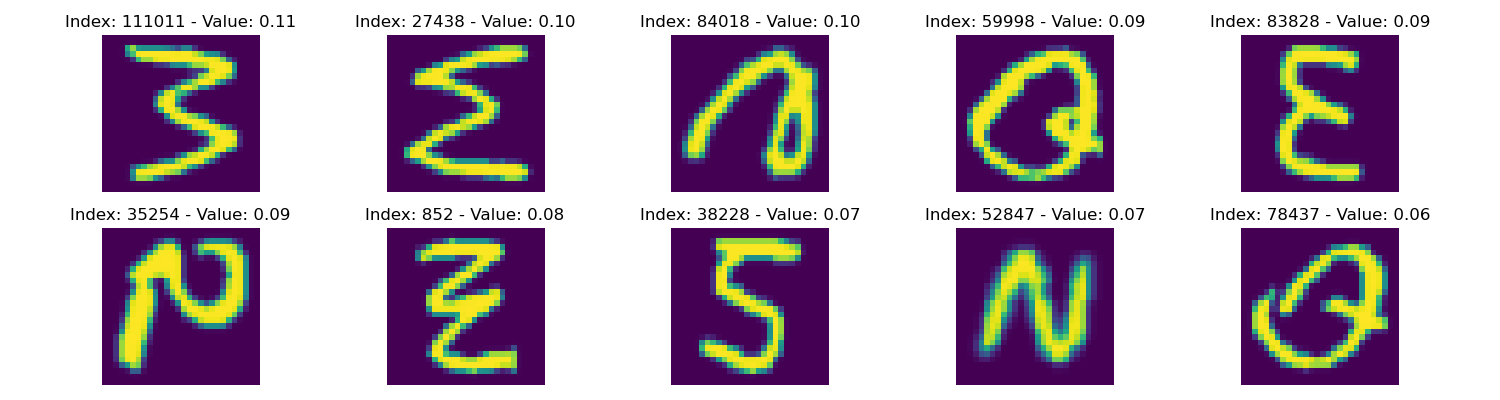 Index: 111011 - Value: 0.11 Index: 27438 - Value: 0.10 Index: 84018 - Value: 0.10 Index: 59998 - Value: 0.09 Index: 83828 - Value: 0.09
3 Σ Q E
Index: 35254 - Value: 0.09 Index: 852 - Value: 0.08 Index: 38228 - Value: 0.07 Index: 52847 - Value: 0.07 Index: 78437 - Value: 0.06
5 N